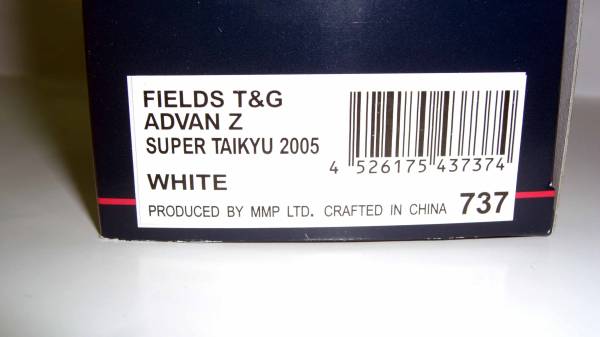 FIELDS T&G
ADVAN Z
SUPER TAIKYU 2005
4 526175 437374
WHITE
PRODUCED BY MMP LTD. CRAFTED IN CHINA 737